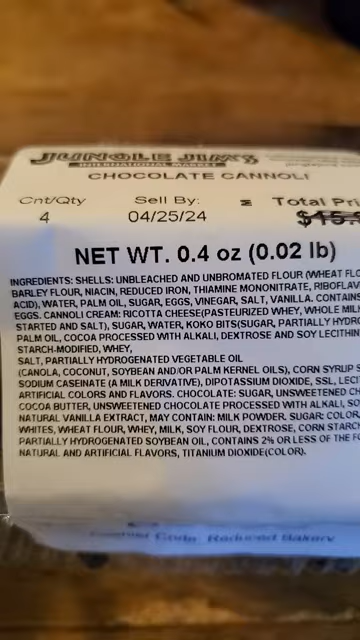 JUNGLE JIM'S
INTERNATIONAL MARKET
CHOCOLATE CANNOLI
Cnt/Qty Sell By: Total Pri
4 04/25/24 $15.
NET WT. 0.4 oz (0.02 lb)
INGREDIENTS: SHELLS: UNBLEACHED AND UNBROMATED FLOUR (WHEAT FLO
BARLEY FLOUR, NIACIN, REDUCED IRON, THIAMINE MONONITRATE, RIBOFLAV
ACID), WATER, PALM OIL, SUGAR, EGGS, VINEGAR, SALT, VANILLA. CONTAINS
EGGS. CANNOLI CREAM: RICOTTA CHEESE(PASTEURIZED WHEY, WHOLE MILK
STARTED AND SALT), SUGAR, WATER, KOKO BITS(SUGAR, PARTIALLY HYDRO
PALM OIL, COCOA PROCESSED WITH ALKALI, DEXTROSE AND SOY LECITHIN
STARCH-MODIFIED, WHEY,
SALT, PARTIALLY HYDROGENATED VEGETABLE OIL
(CANOLA, COCONUT, SOYBEAN AND/OR PALM KERNEL OILS), CORN SYRUP S
SODIUM CASEINATE (A MILK DERIVATIVE), DIPOTASSIUM DIOXIDE, SSL, LECI
ARTIFICIAL COLORS AND FLAVORS. CHOCOLATE: SUGAR, UNSWEETENED CH
COCOA BUTTER, UNSWEETENED CHOCOLATE PROCESSED WITH ALKALI, SO
NATURAL VANILLA EXTRACT, MAY CONTAIN: MILK POWDER. SUGAR: COLOR
WHITES, WHEAT FLOUR, WHEY, MILK, SOY FLOUR, DEXTROSE, CORN STARCH
PARTIALLY HYDROGENATED SOYBEAN OIL, CONTAINS 2% OR LESS OF THE FO
NATURAL AND ARTIFICIAL FLAVORS, TITANIUM DIOXIDE(COLOR).
Code: Reduced Bakery